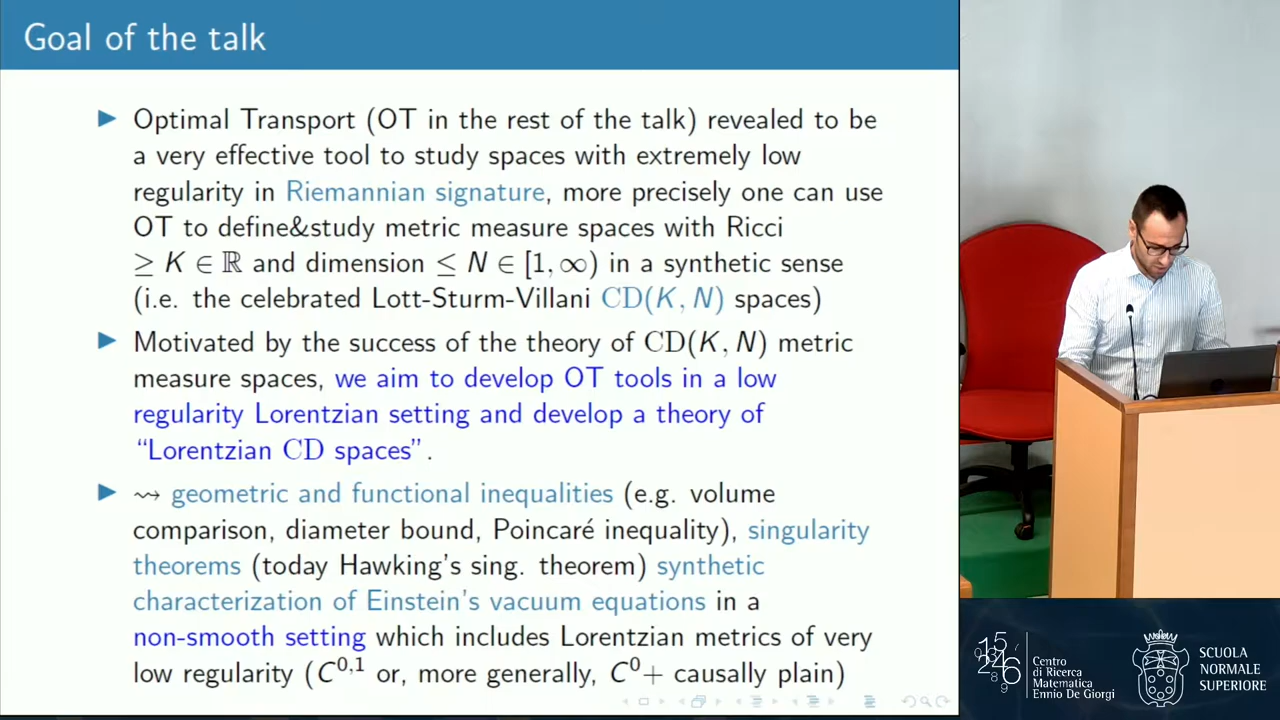 Goal of the talk
▶ Optimal Transport (OT in the rest of the talk) revealed to be
a very effective tool to study spaces with extremely low
regularity in Riemannian signature, more precisely one can use
OT to define&study metric measure spaces with Ricci
≥ K ∈ ℝ and dimension ≤ N ∈ [1, ∞) in a synthetic sense
(i.e. the celebrated Lott-Sturm-Villani CD(K, N) spaces)
▶ Motivated by the success of the theory of CD(K, N) metric
measure spaces, we aim to develop OT tools in a low
regularity Lorentzian setting and develop a theory of
“Lorentzian CD spaces”.
▶ ⇝ geometric and functional inequalities (e.g. volume
comparison, diameter bound, Poincaré inequality), singularity
theorems (today Hawking's sing. theorem) synthetic
characterization of Einstein's vacuum equations in a
non-smooth setting which includes Lorentzian metrics of very
low regularity (C^{0,1} or, more generally, C^0+ causally plain)
Centro
di Ricerca
Matematica
Ennio De Giorgi
SCUOLA
NORMALE
SUPERIORE